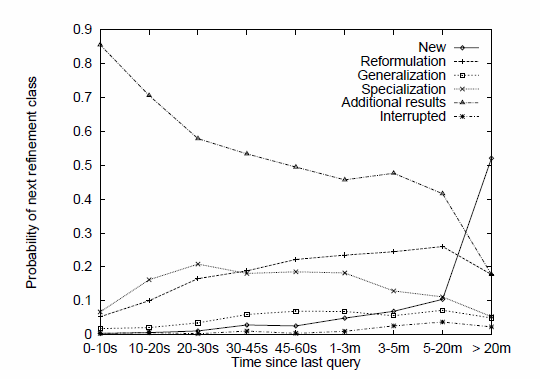 Probability of next refinement class
0.9
0.8
0.7
0.6
0.5
0.4
0.3
0.2
0.1
0
New
Reformulation
Generalization
Specialization
Additional results
Interrupted
0-10s 10-20s 20-30s 30-45s 45-60s 1-3m 3-5m 5-20m > 20m
Time since last query